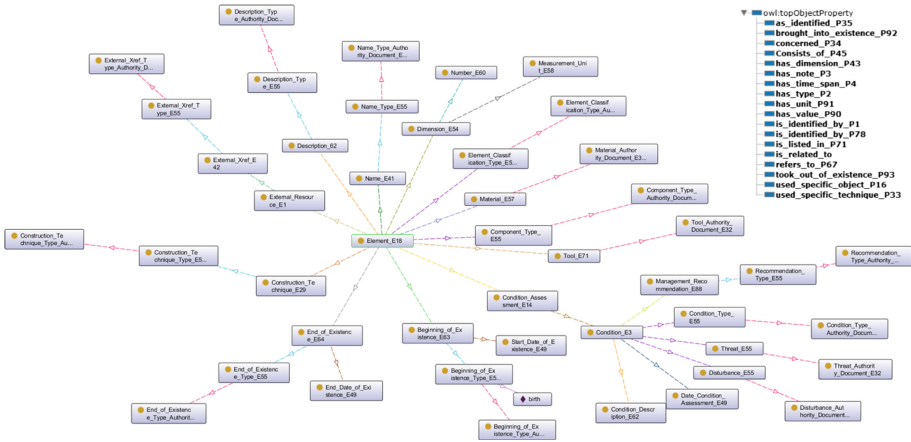 Description_Typ
e_Authority_Doc...
External_Xref_T
ype_Authority_D...
Name_Type_Autho
rity_Document_E...
Number_E60
Measurement_Uni
t_E58
Description_Typ
e_E55
External_Xref_T
ype_E55
Name_Type_E55
Dimension_E54
Element_Classif
ication_Type_Au...
Description_62
External_Xref_E
42
Element_Classif
ication_Type_E5...
Material_Author
ity_Document_E3...
Name_E41
External_Resour
ce_E1
Material_E57
Component_Type_
Authority_Docum...
Construction_Te
chnique_Type_Au...
Construction_Te
chnique_Type_E5...
Element_E18
Component_Type_
E55
Tool_Authority_
Document_E32
Tool_E71
Construction_Te
chnique_E29
Condition_Asses
sment_E14
Management_Reco
mmendation_E88
Recommendation_
Type_E55
Recommendation_
Type_Authority_...
End_of_Existenc
e_E64
Beginning_of_Ex
istence_E63
Start_Date_of_E
xistence_E49
Condition_E3
Condition_Type_
E55
Condition_Type_
Authority_Docum...
Threat_E55
Threat_Authorit
y_Document_E32
End_of_Existenc
e_Type_E55
End_Date_of_Exi
stence_E49
Beginning_of_Ex
istence_Type_E5...
birth
Disturbance_E55
End_of_Existenc
e_Type_Authorit...
Beginning_of_Ex
istence_Type_Au...
Condition_Descr
iption_E62
Date_Condition_
Assessment_E49
Disturbance_Aut
hority_Document...
owl:topObjectProperty
as_identified_P35
brought_into_existence_P92
concerned_P34
Consists_of_P45
has_dimension_P43
has_note_P3
has_time_span_P4
has_type_P2
has_unit_P91
has_value_P90
is_identified_by_P1
is_identified_by_P78
is_listed_in_P71
is_related_to
refers_to_P67
took_out_of_existence_P93
used_specific_object_P16
used_specific_technique_P33